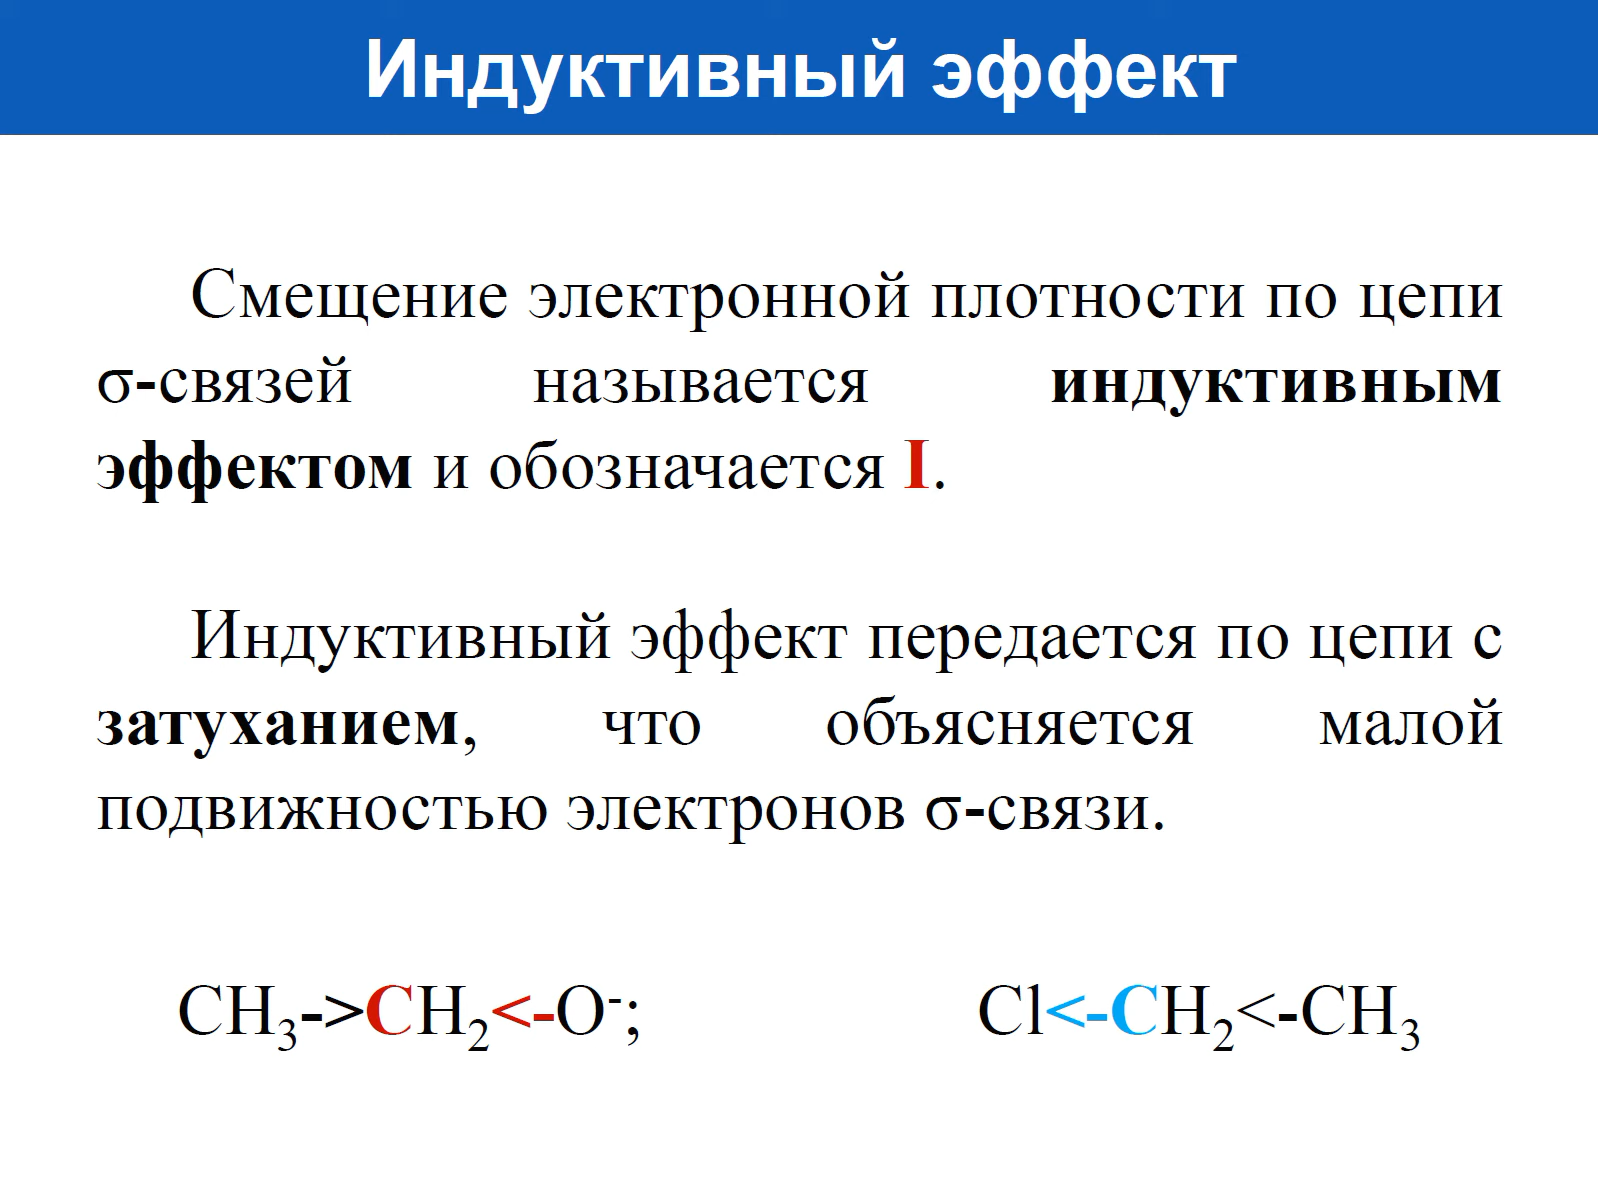 Индуктивный эффект
Смещение электронной плотности по цепи
σ-связей называется индуктивным
эффектом и обозначается I.
Индуктивный эффект передается по цепи с
затуханием, что объясняется малой
подвижностью электронов σ-связи.
CH₃->CH₂<-O⁻; Cl<-CH₂<-CH₃